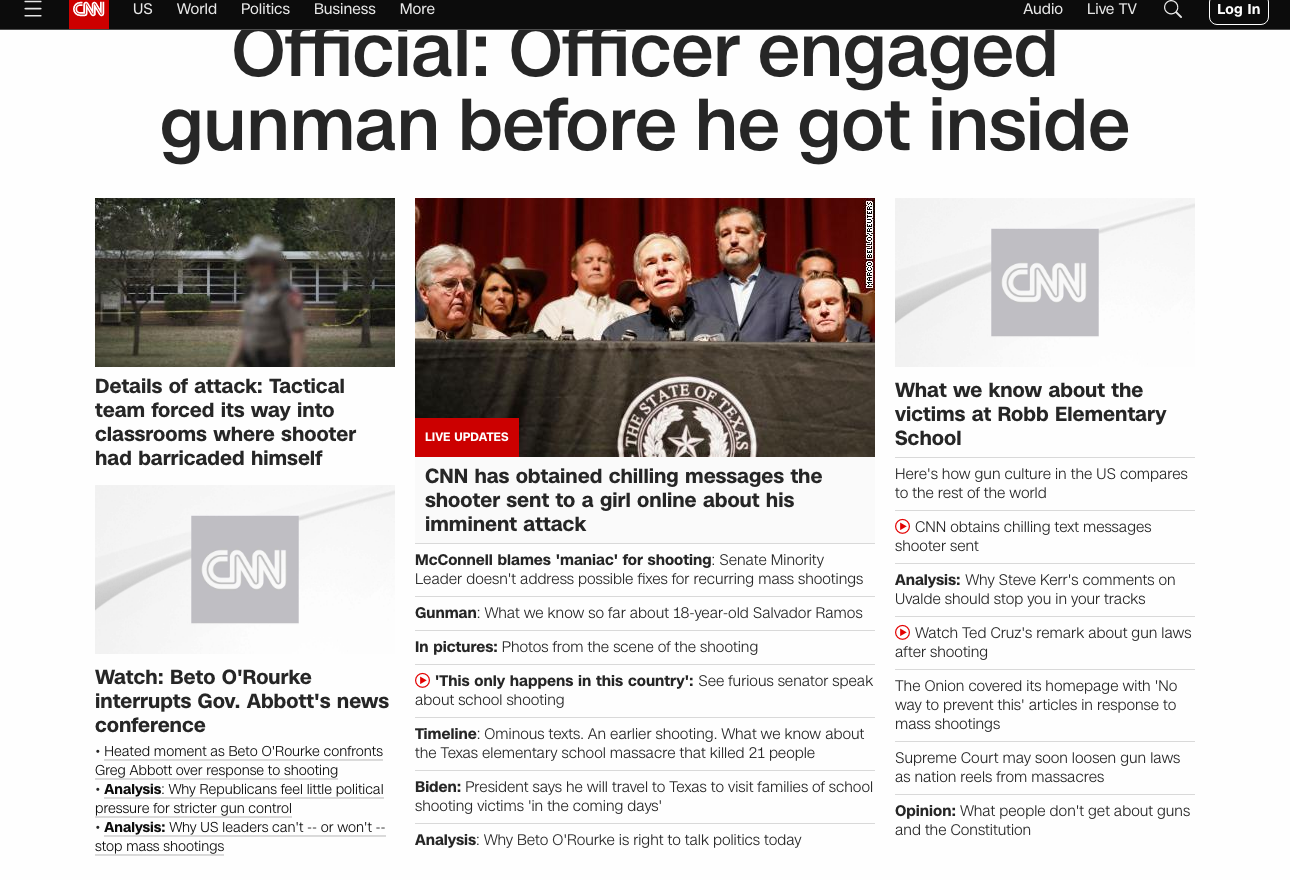 CNN US World Politics Business More Audio Live TV Log In
Official: Officer engaged
gunman before he got inside
Details of attack: Tactical
team forced its way into
classrooms where shooter
had barricaded himself
CNN
Watch: Beto O'Rourke
interrupts Gov. Abbott's news
conference
• Heated moment as Beto O'Rourke confronts
Greg Abbott over response to shooting
• Analysis: Why Republicans feel little political
pressure for stricter gun control
• Analysis: Why US leaders can't -- or won't --
stop mass shootings
MARCO BELLO/REUTERS
THE STATE OF TEXAS
LIVE UPDATES
CNN has obtained chilling messages the
shooter sent to a girl online about his
imminent attack
McConnell blames 'maniac' for shooting: Senate Minority
Leader doesn't address possible fixes for recurring mass shootings
Gunman: What we know so far about 18-year-old Salvador Ramos
In pictures: Photos from the scene of the shooting
'This only happens in this country': See furious senator speak
about school shooting
Timeline: Ominous texts. An earlier shooting. What we know about
the Texas elementary school massacre that killed 21 people
Biden: President says he will travel to Texas to visit families of school
shooting victims 'in the coming days'
Analysis: Why Beto O'Rourke is right to talk politics today
CNN
What we know about the
victims at Robb Elementary
School
Here's how gun culture in the US compares
to the rest of the world
CNN obtains chilling text messages
shooter sent
Analysis: Why Steve Kerr's comments on
Uvalde should stop you in your tracks
Watch Ted Cruz's remark about gun laws
after shooting
The Onion covered its homepage with 'No
way to prevent this' articles in response to
mass shootings
Supreme Court may soon loosen gun laws
as nation reels from massacres
Opinion: What people don't get about guns
and the Constitution